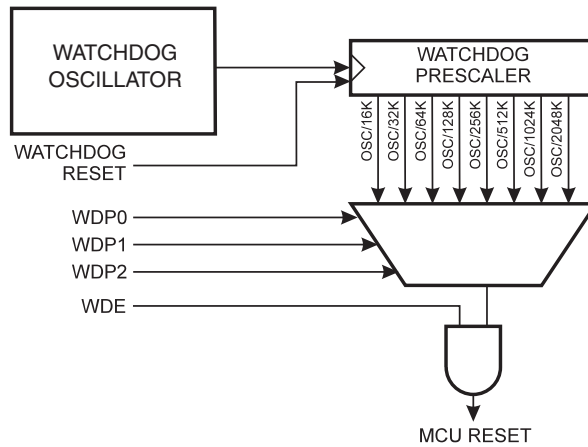 WATCHDOG
OSCILLATOR
WATCHDOG
PRESCALER
WATCHDOG
RESET
OSC/16K
OSC/32K
OSC/64K
OSC/128K
OSC/256K
OSC/512K
OSC/1024K
OSC/2048K
WDP0
WDP1
WDP2
WDE
MCU RESET